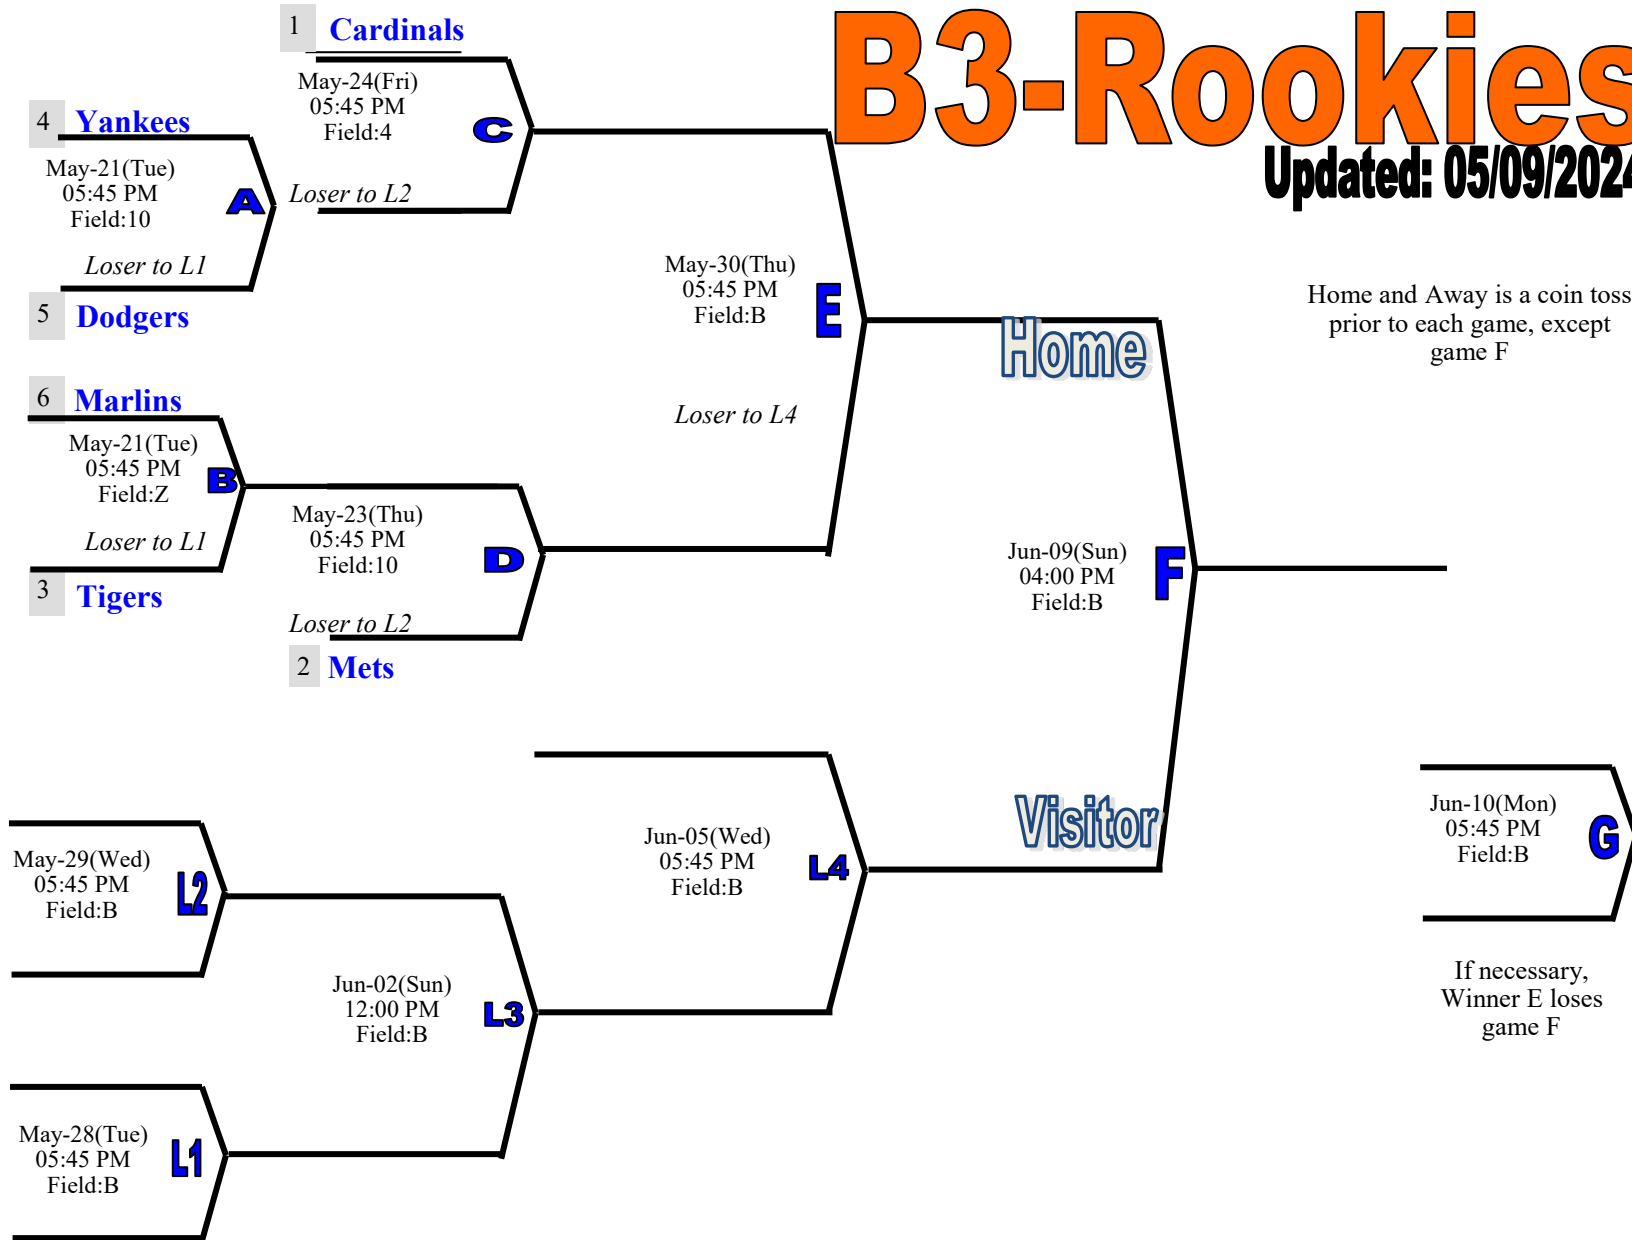 B3-Rookies
Updated: 05/09/2024
1 Cardinals
May-24(Fri)
05:45 PM
Field:4
C
Loser to L2
4 Yankees
May-21(Tue)
05:45 PM
Field:10
A
Loser to L1
5 Dodgers
6 Marlins
May-21(Tue)
05:45 PM
Field:Z
B
Loser to L1
3 Tigers
May-23(Thu)
05:45 PM
Field:10
D
Loser to L2
2 Mets
May-30(Thu)
05:45 PM
Field:B
E
Loser to L4
Home and Away is a coin toss
prior to each game, except
game F
Home
Jun-09(Sun)
04:00 PM
Field:B
F
Visitor
May-29(Wed)
05:45 PM
Field:B
L2
May-28(Tue)
05:45 PM
Field:B
L1
Jun-02(Sun)
12:00 PM
Field:B
L3
Jun-05(Wed)
05:45 PM
Field:B
L4
Jun-10(Mon)
05:45 PM
Field:B
G
If necessary,
Winner E loses
game F